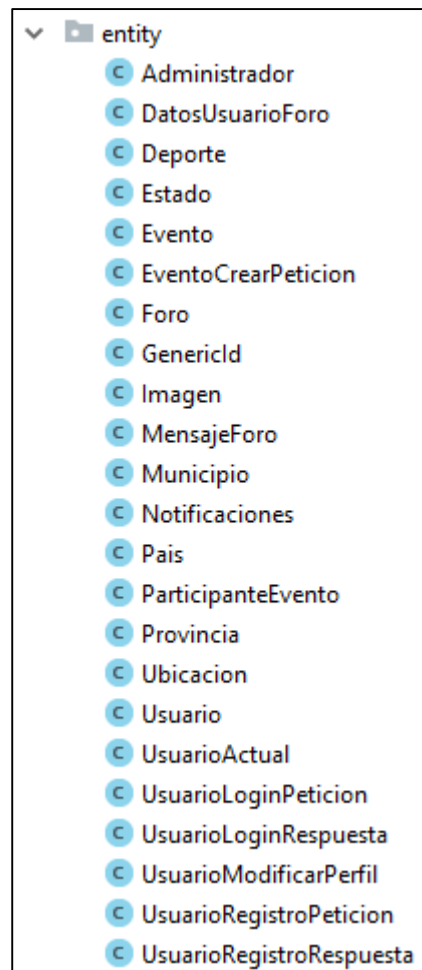 entity
C Administrador
C DatosUsuarioForo
C Deporte
C Estado
C Evento
C EventoCrearPeticion
C Foro
C GenericId
C Imagen
C MensajeForo
C Municipio
C Notificaciones
C Pais
C ParticipanteEvento
C Provincia
C Ubicacion
C Usuario
C UsuarioActual
C UsuarioLoginPeticion
C UsuarioLoginRespuesta
C UsuarioModificarPerfil
C UsuarioRegistroPeticion
C UsuarioRegistroRespuesta